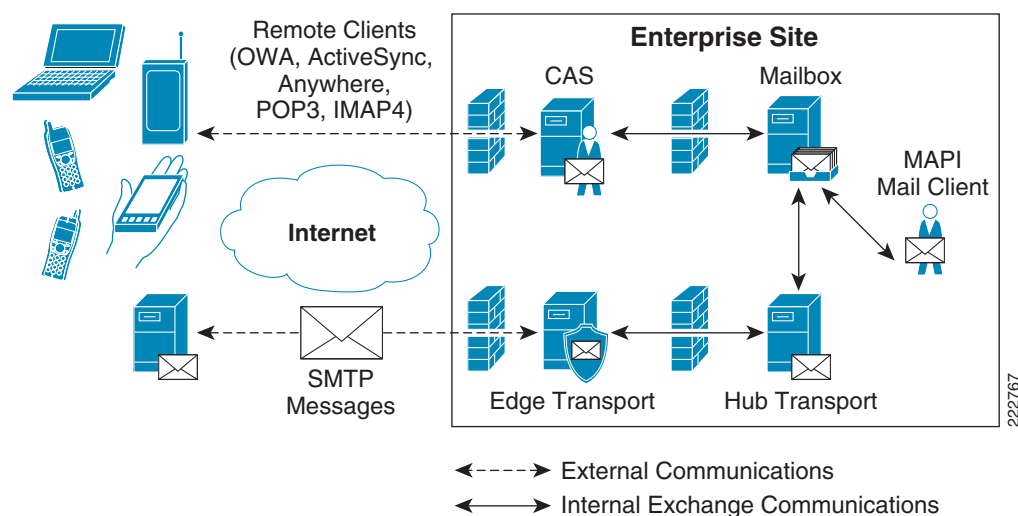 Remote Clients
(OWA, ActiveSync,
Anywhere,
POP3, IMAP4)
Enterprise Site
CAS
Mailbox
MAPI
Mail Client
Internet
SMTP
Messages
Edge Transport
Hub Transport
222767
External Communications
Internal Exchange Communications